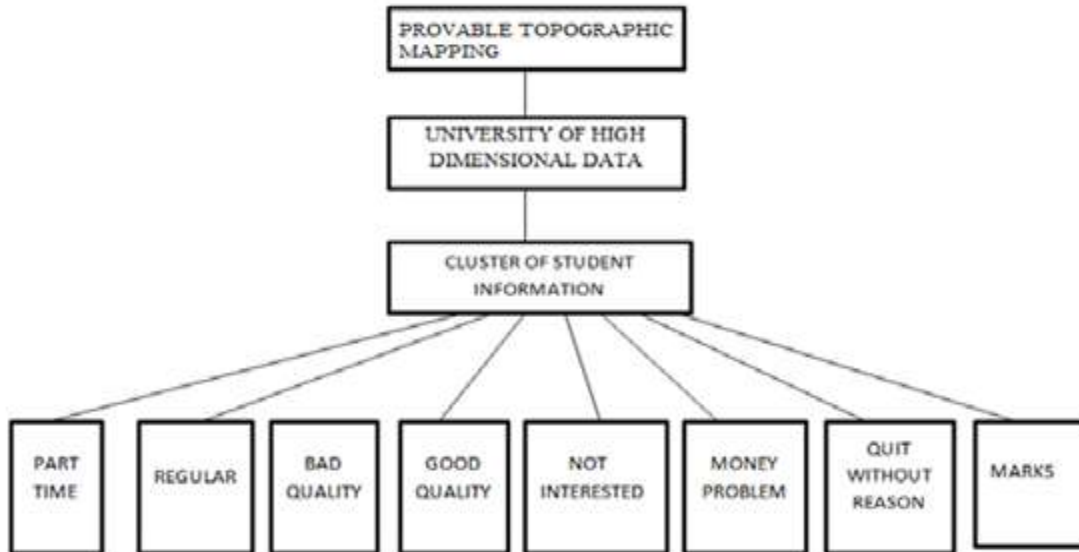 PROVABLE TOPOGRAPHIC
MAPPING
UNIVERSITY OF HIGH
DIMENSIONAL DATA
CLUSTER OF STUDENT
INFORMATION
PART
TIME
REGULAR
BAD
QUALITY
GOOD
QUALITY
NOT
INTERESTED
MONEY
PROBLEM
QUIT
WITHOUT
REASON
MARKS